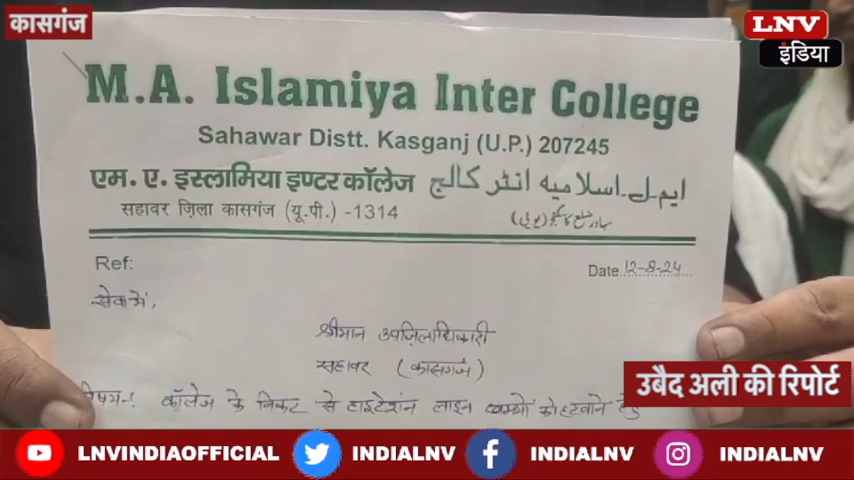 कासगंज
LNV
इंडिया
M.A. Islamiya Inter College
Sahawar Distt. Kasganj (U.P.) 207245
एम. ए. इस्लामिया इण्टर कॉलेज ایم۔اے۔اسلامیہ انٹر کالج
सहावर ज़िला कासगंज (यू.पी.) -1314
Ref:
Date 12-8-24
सेवा में,
श्रीमान उपज़िलाधिकारी
सहावर (कासगंज)
विषय-: कॉलेज के निकट से हाइटेंशन लाइन खम्बों को हटवाने हेतु
उबैद अली की रिपोर्ट
LNVINDIAOFFICIAL INDIALNV INDIALNV INDIALNV